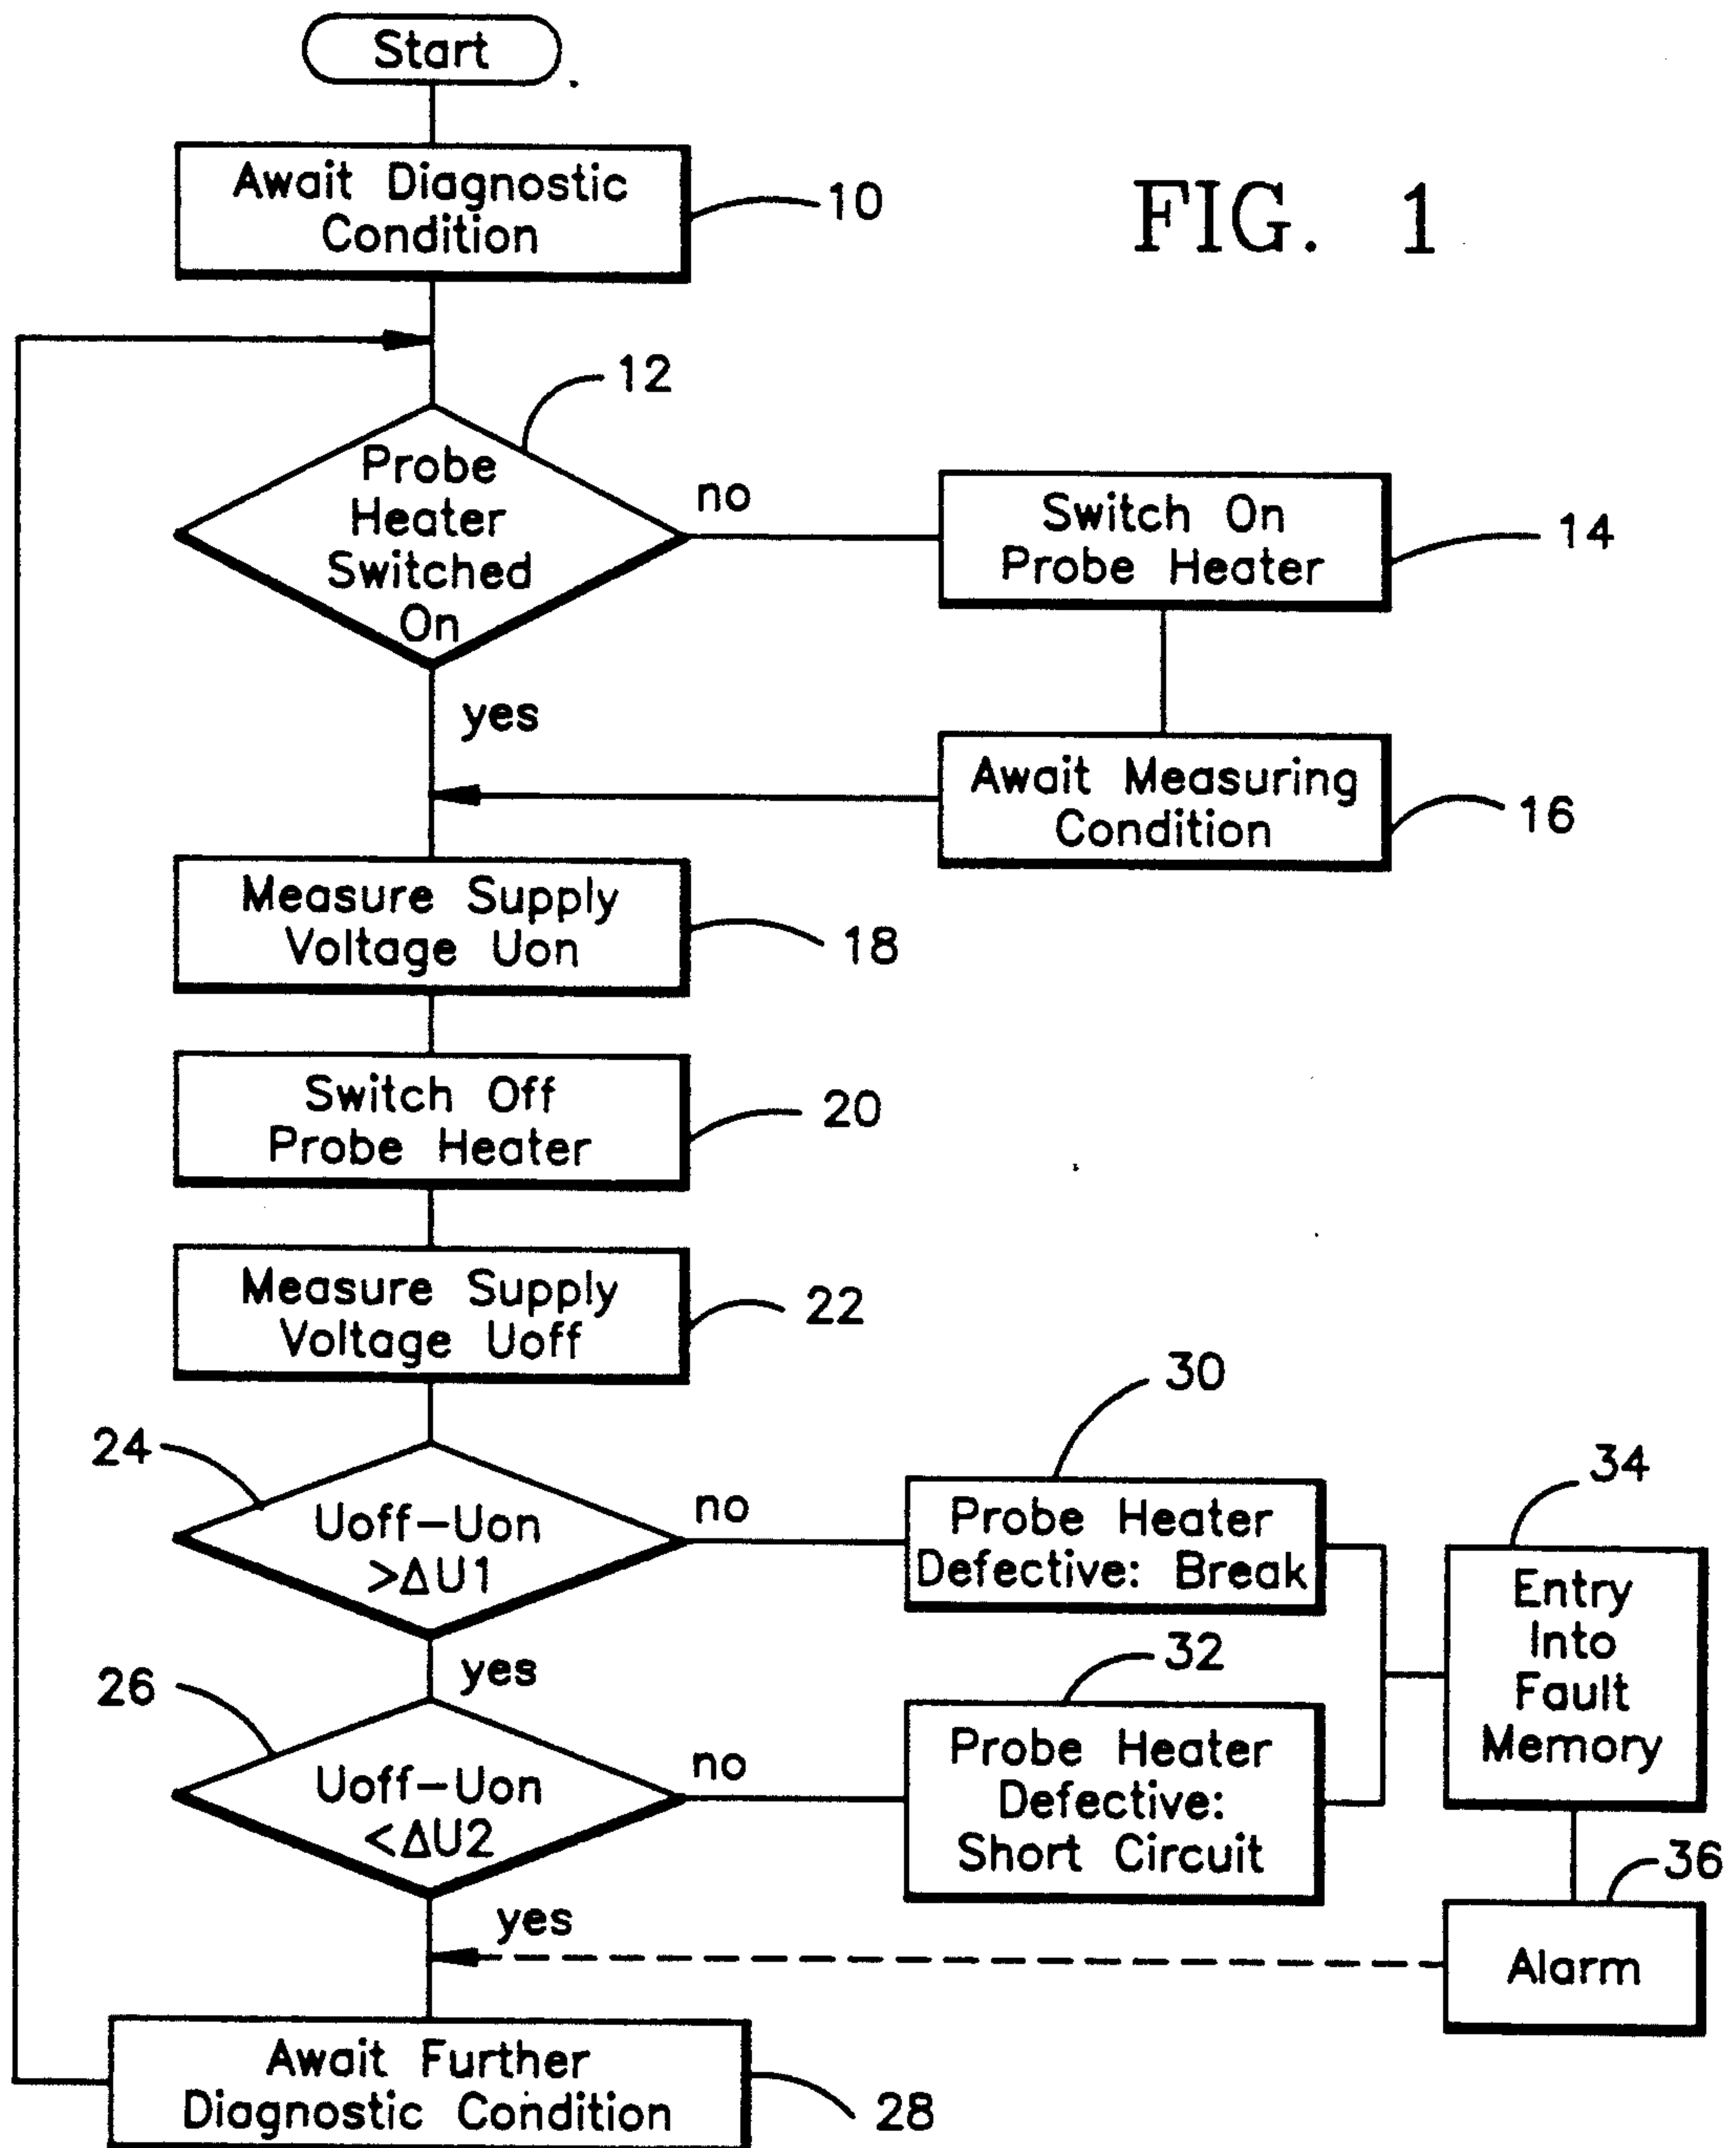 Start
Await Diagnostic
Condition
10
FIG. 1
12
Probe
Heater
Switched
On
no
Switch On
Probe Heater
14
yes
Await Measuring
Condition
16
Measure Supply
Voltage Uon
18
Switch Off
Probe Heater
20
Measure Supply
Voltage Uoff
22
24
Uoff-Uon
>ΔU1
no
30
Probe Heater
Defective: Break
34
Entry
Into
Fault
Memory
yes
26
Uoff-Uon
<ΔU2
no
32
Probe Heater
Defective:
Short Circuit
36
Alarm
yes
Await Further
Diagnostic Condition
28